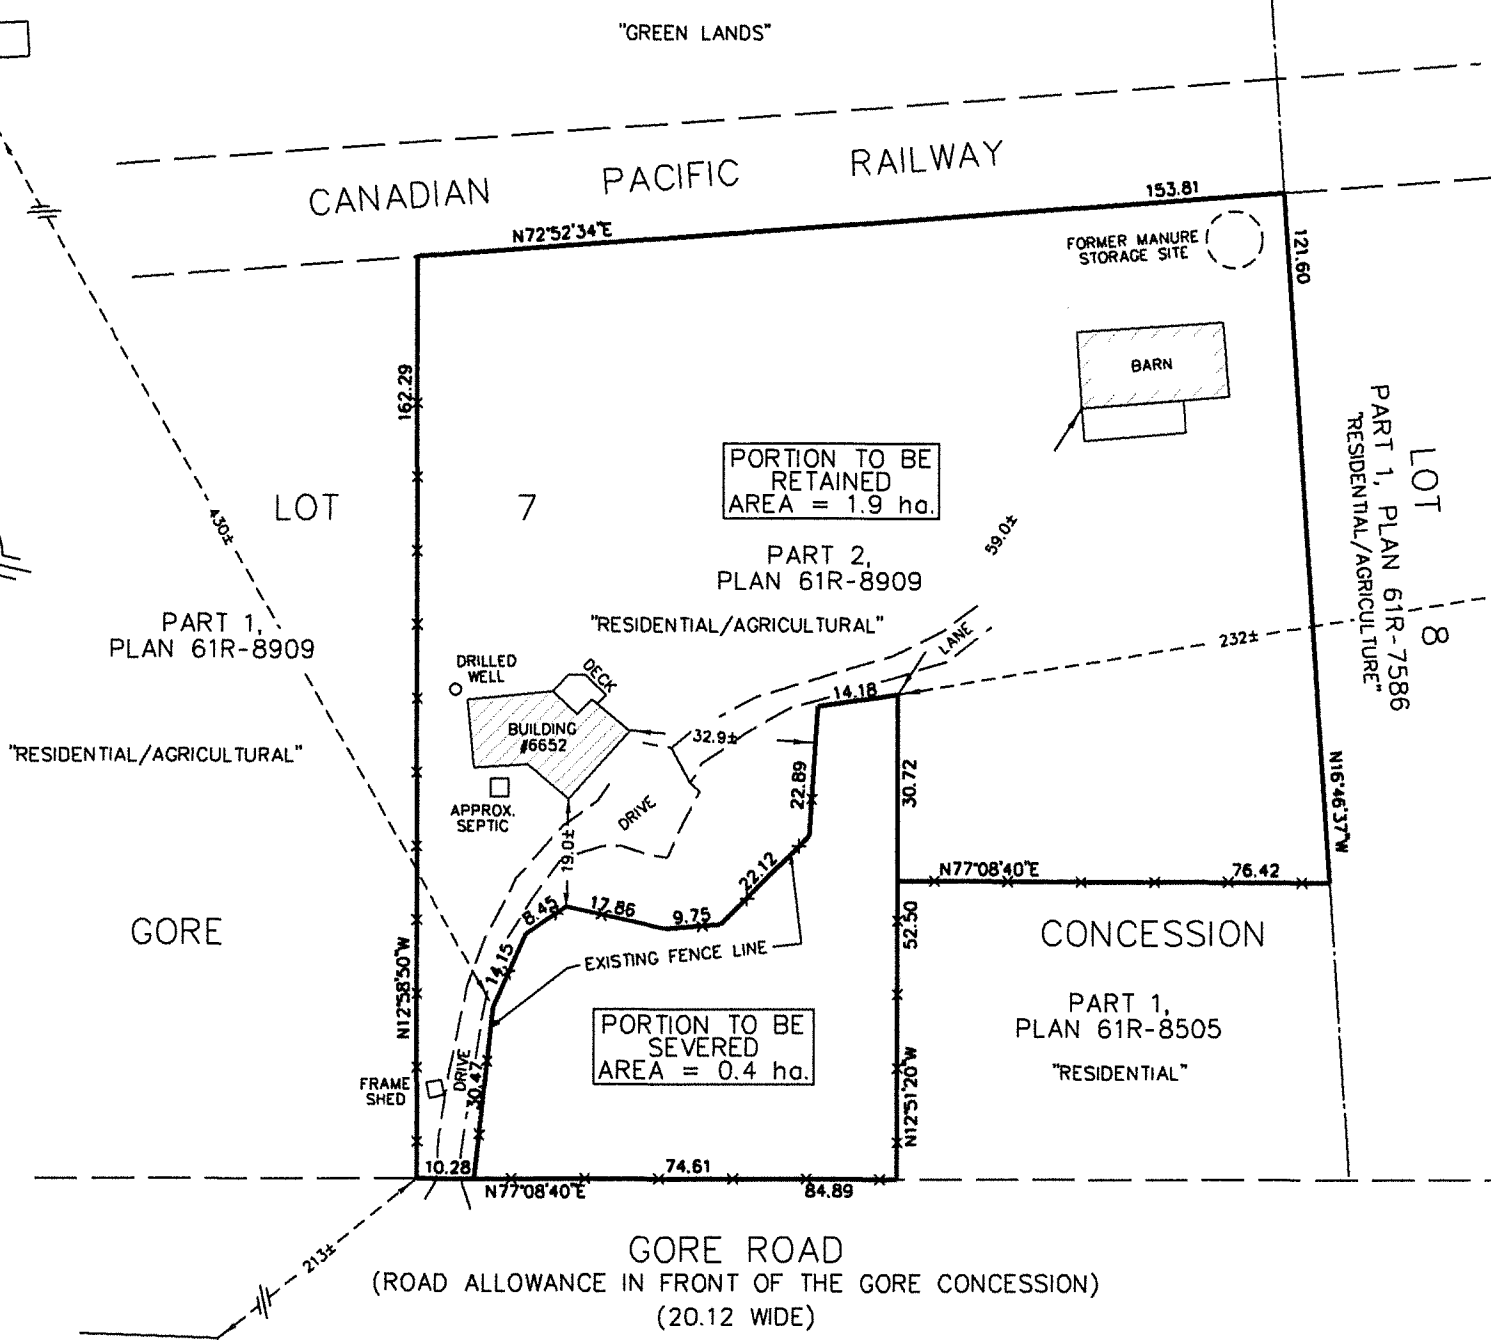 "GREEN LANDS"
CANADIAN PACIFIC RAILWAY
153.81
N72°52'34"E
FORMER MANURE
STORAGE SITE
121.60
BARN
162.29
430±
PORTION TO BE
RETAINED
AREA = 1.9 ha.
LOT 7
59.0±
PART 2,
PLAN 61R-8909
"RESIDENTIAL/AGRICULTURAL"
LOT 8
PART 1, PLAN 61R-7586
"RESIDENTIAL/AGRICULTURE"
PART 1,
PLAN 61R-8909
"RESIDENTIAL/AGRICULTURAL"
LANE
232±
DRILLED
WELL
DECK
14.18
BUILDING
#6652
32.9±
APPROX.
SEPTIC
DRIVE
22.89
30.72
N16°46'37"W
19.0±
22.12
N77°08'40"E
76.42
8.45
17.86
9.75
52.50
GORE
CONCESSION
14.15
EXISTING FENCE LINE
N12°58'50"W
PORTION TO BE
SEVERED
AREA = 0.4 ha.
PART 1,
PLAN 61R-8505
"RESIDENTIAL"
FRAME
SHED
DRIVE
30.47
N12°51'20"W
10.28
74.61
N77°08'40"E
84.89
213±
GORE ROAD
(ROAD ALLOWANCE IN FRONT OF THE GORE CONCESSION)
(20.12 WIDE)